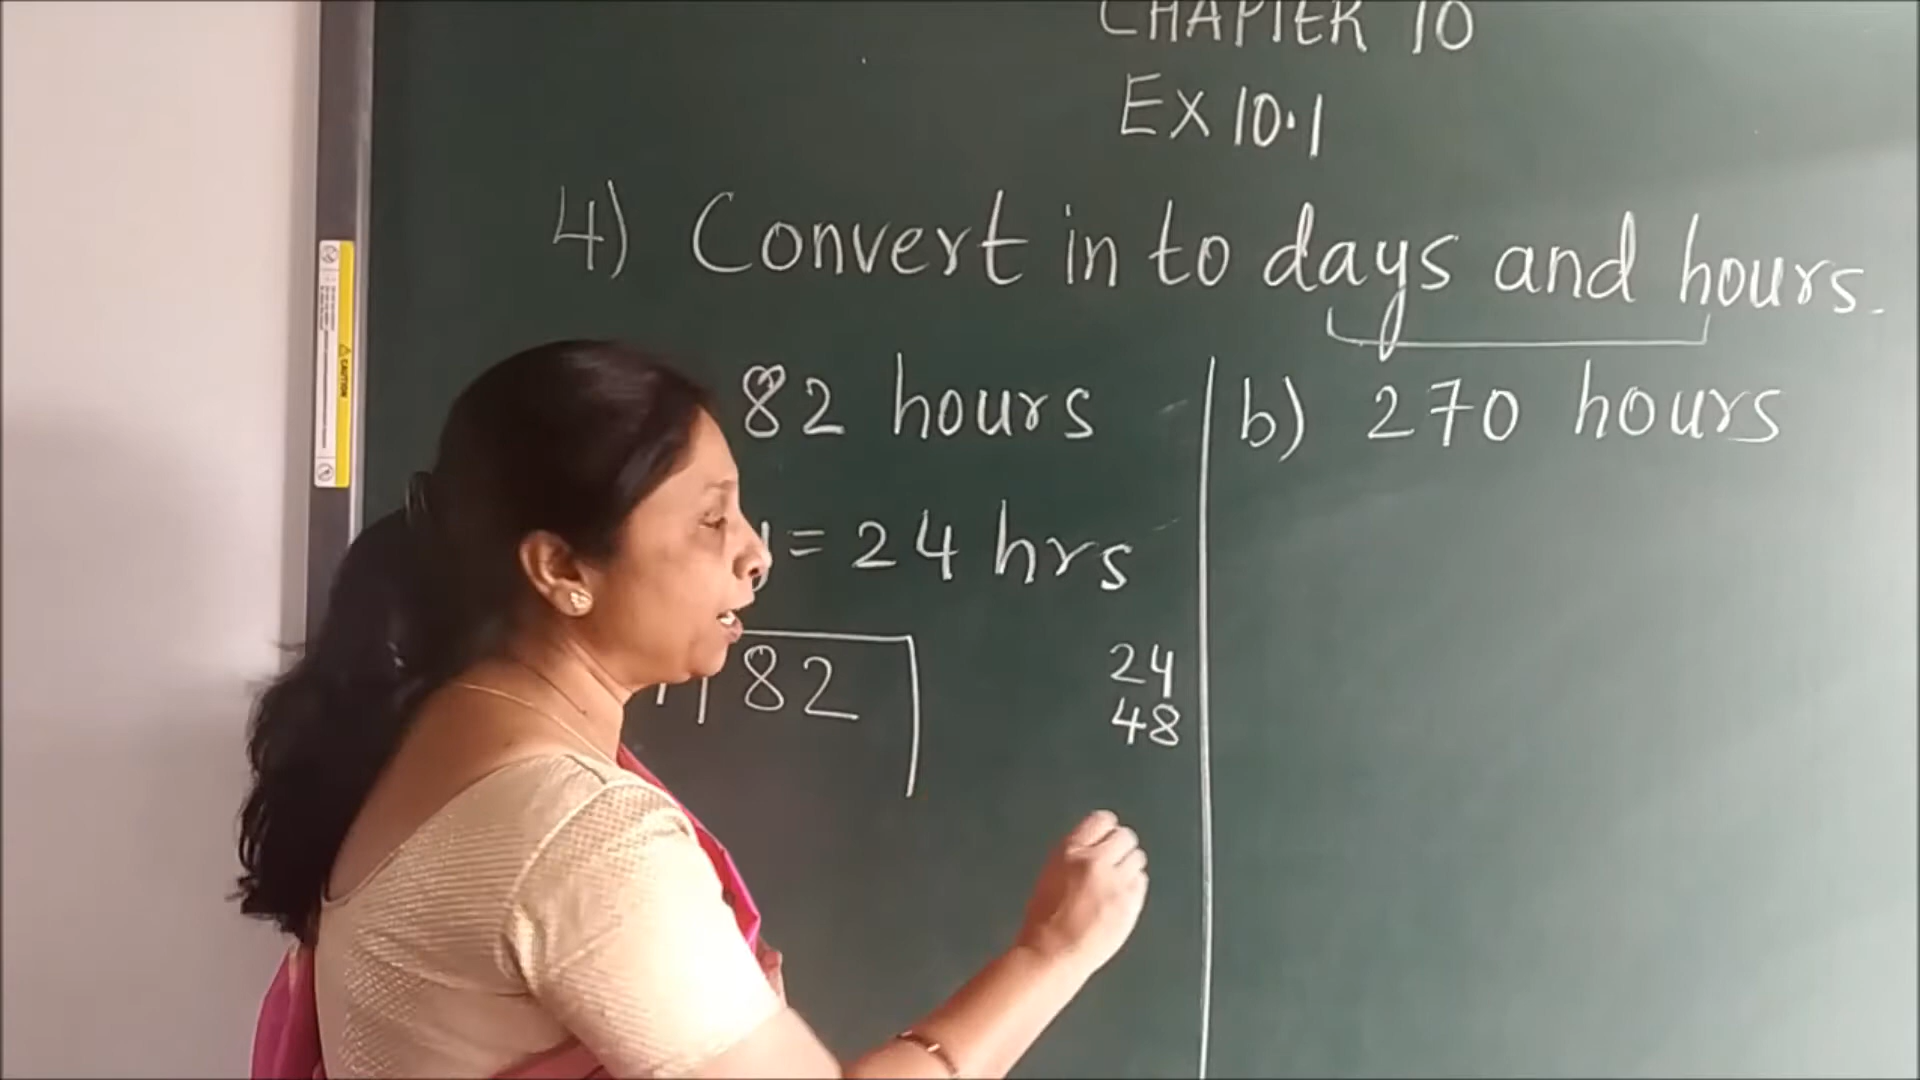 CHAPTER 10
EX 10.1
4) Convert in to days and hours.
82 hours
b) 270 hours
= 24 hrs
82
24
48
CAUTION